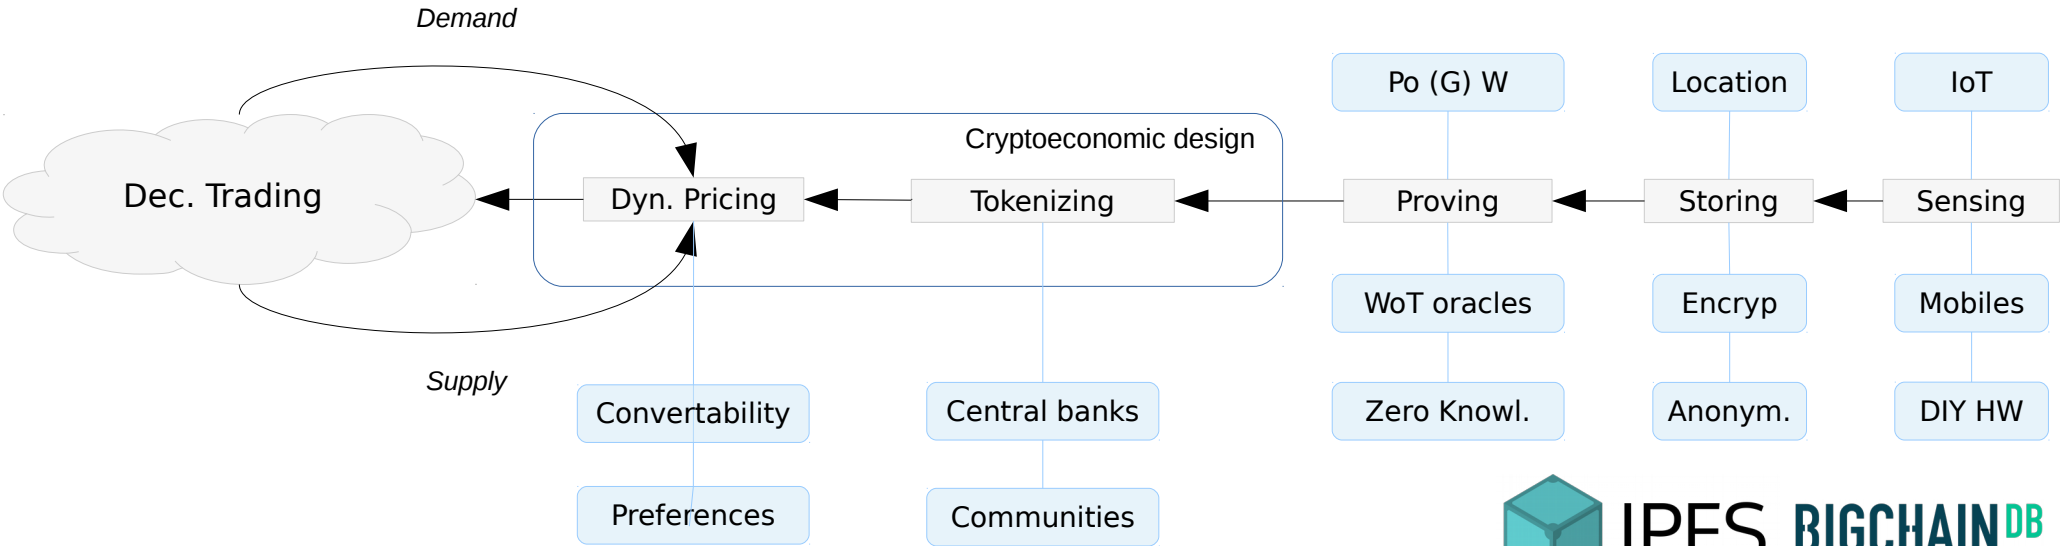 Demand
Po (G) W
Location
IoT
Cryptoeconomic design
Dec. Trading
Dyn. Pricing
Tokenizing
Proving
Storing
Sensing
WoT oracles
Encryp
Mobiles
Supply
Convertability
Central banks
Zero Knowl.
Anonym.
DIY HW
Preferences
Communities
IPFS
BIGCHAINDB